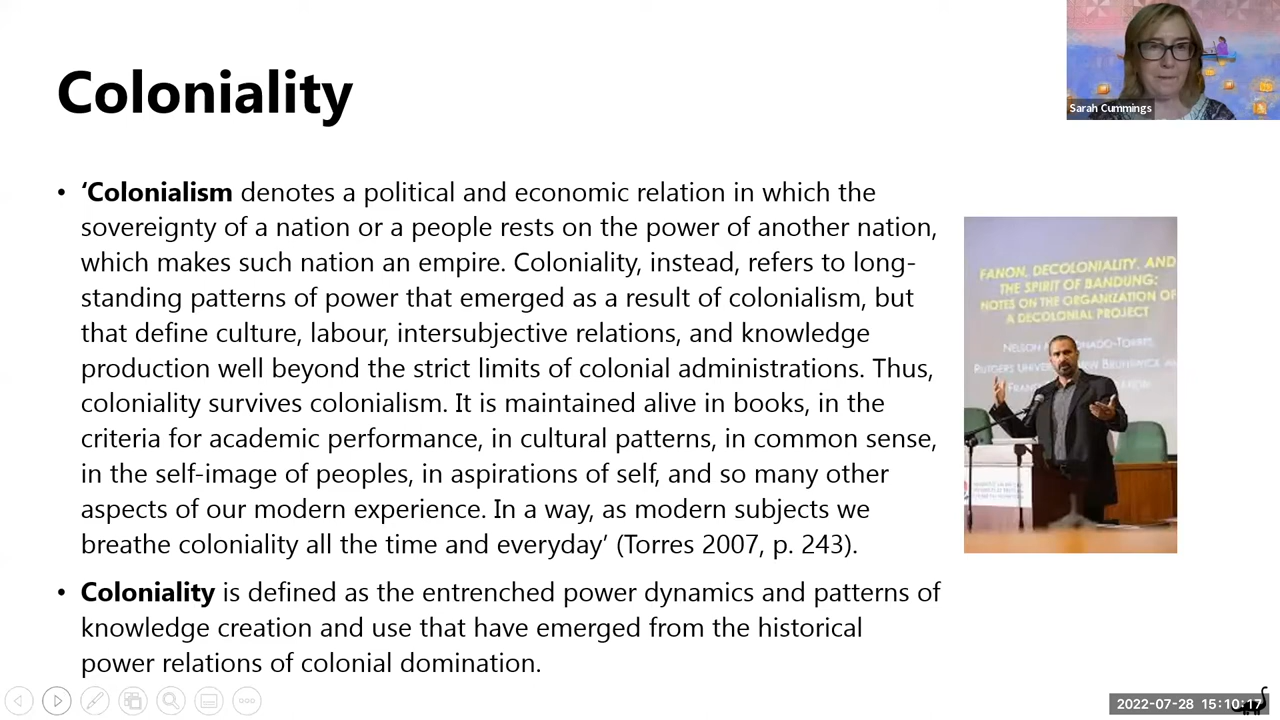 Coloniality
Sarah Cummings
• ‘Colonialism denotes a political and economic relation in which the
sovereignty of a nation or a people rests on the power of another nation,
which makes such nation an empire. Coloniality, instead, refers to long-
standing patterns of power that emerged as a result of colonialism, but
that define culture, labour, intersubjective relations, and knowledge
production well beyond the strict limits of colonial administrations. Thus,
coloniality survives colonialism. It is maintained alive in books, in the
criteria for academic performance, in cultural patterns, in common sense,
in the self-image of peoples, in aspirations of self, and so many other
aspects of our modern experience. In a way, as modern subjects we
breathe coloniality all the time and everyday’ (Torres 2007, p. 243).
• Coloniality is defined as the entrenched power dynamics and patterns of
knowledge creation and use that have emerged from the historical
power relations of colonial domination.
FANON, DECOLONIALITY, AND
THE SPIRIT OF BANDUNG:
NOTES ON THE ORGANIZATION OF
A DECOLONIAL PROJECT
NELSON
RUTGERS
2022-07-28 15:10:17